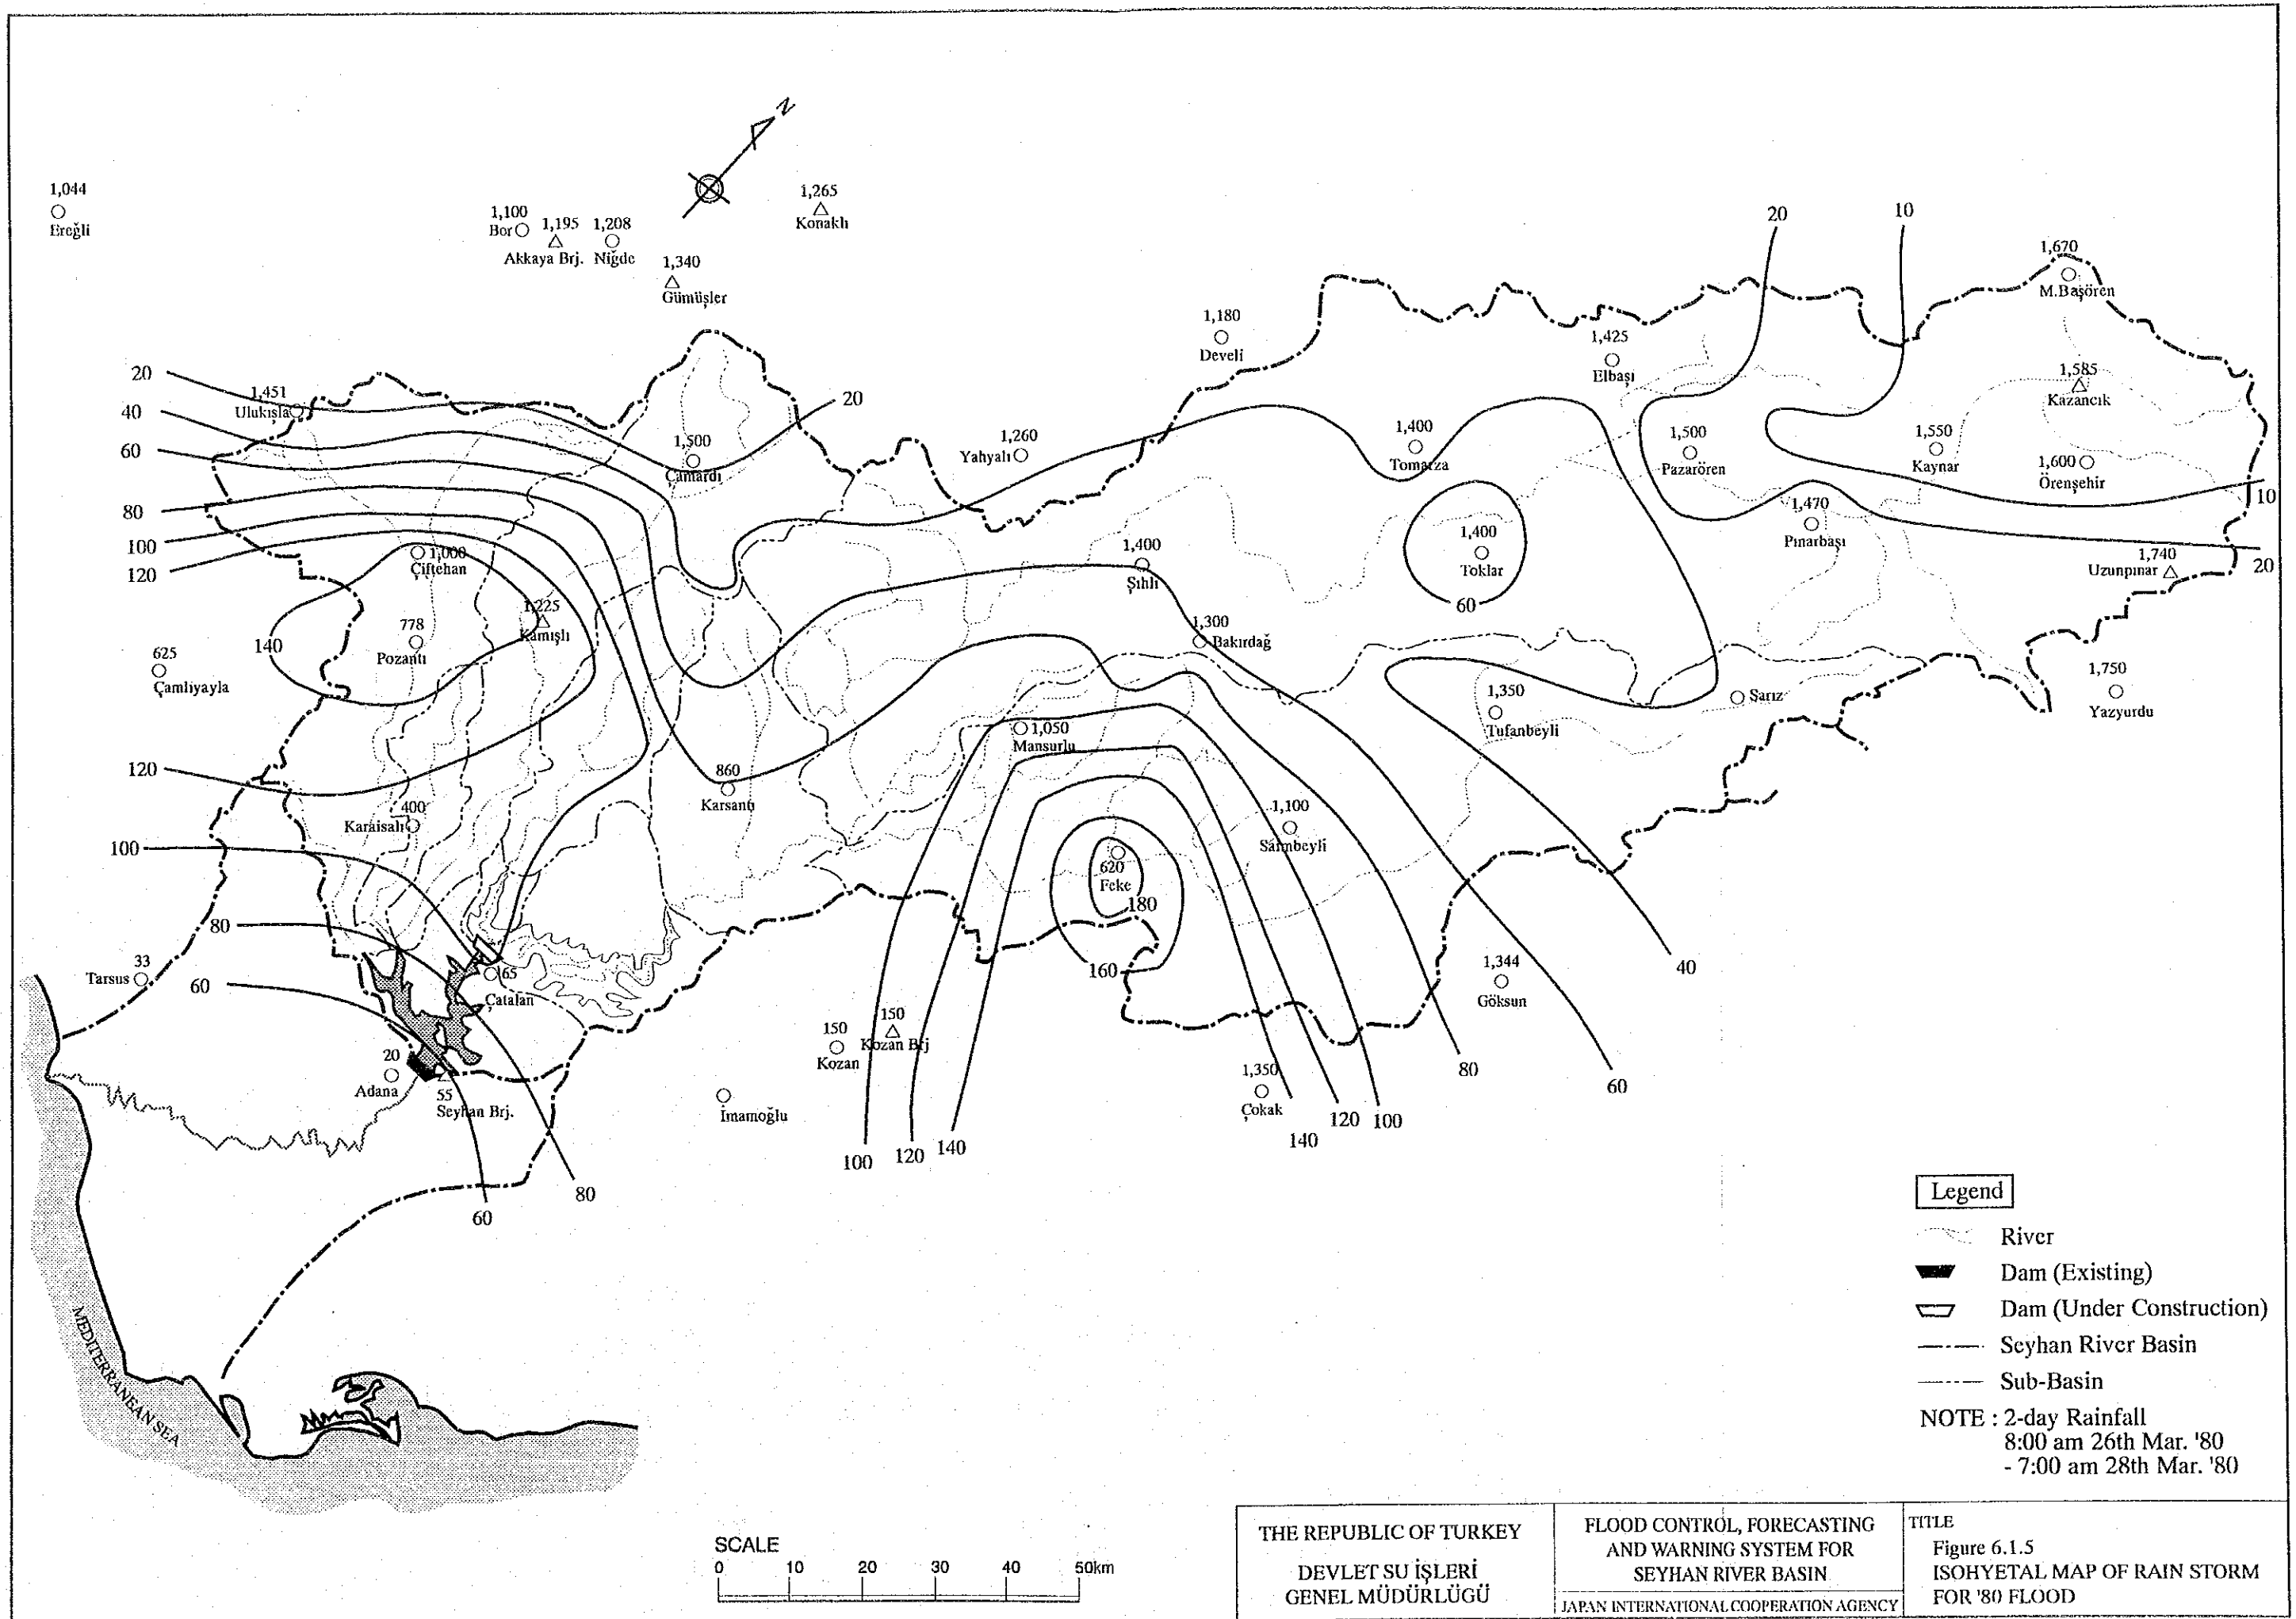 N
1,044
Ereğli
1,100
Bor
1,195
Akkaya Brj.
1,208
Niğde
1,340
Gümüşler
1,265
Konaklı
20
10
1,670
M.Başören
1,180
Develi
1,425
Elbaşı
1,585
Kazancık
20
1,451
Ulukışla
40
60
20
1,500
Çamardı
1,260
Yahyalı
1,400
Tomarza
1,500
Pazarören
1,550
Kaynar
1,600
Örenşehir
10
80
100
120
1,000
Çiftehan
1,400
Şıhlı
1,400
Toklar
60
1,470
Pınarbaşı
1,740
Uzunpınar
20
140
778
Pozantı
1,225
Kamışlı
625
Çamlıyayla
1,300
Bakırdağ
1,350
Tufanbeyli
Sarız
1,750
Yazyurdu
120
400
Karaisalı
860
Karsantı
1,050
Mansurlu
1,100
Saimbeyli
100
620
Feke
180
160
80
60
33
Tarsus
65
Çatalan
1,344
Göksun
40
20
Adana
55
Seyhan Brj.
150
Kozan
150
Kozan Brj
İmamoğlu
1,350
Çokak
80
60
100
120
140
140
120
100
80
60
MEDITERRANEAN SEA
Legend
River
Dam (Existing)
Dam (Under Construction)
Seyhan River Basin
Sub-Basin
NOTE : 2-day Rainfall
8:00 am 26th Mar. '80
- 7:00 am 28th Mar. '80
SCALE
0 10 20 30 40 50km
THE REPUBLIC OF TURKEY
DEVLET SU İŞLERİ
GENEL MÜDÜRLÜĞÜ
FLOOD CONTROL, FORECASTING
AND WARNING SYSTEM FOR
SEYHAN RIVER BASIN
JAPAN INTERNATIONAL COOPERATION AGENCY
TITLE
Figure 6.1.5
ISOHYETAL MAP OF RAIN STORM
FOR '80 FLOOD